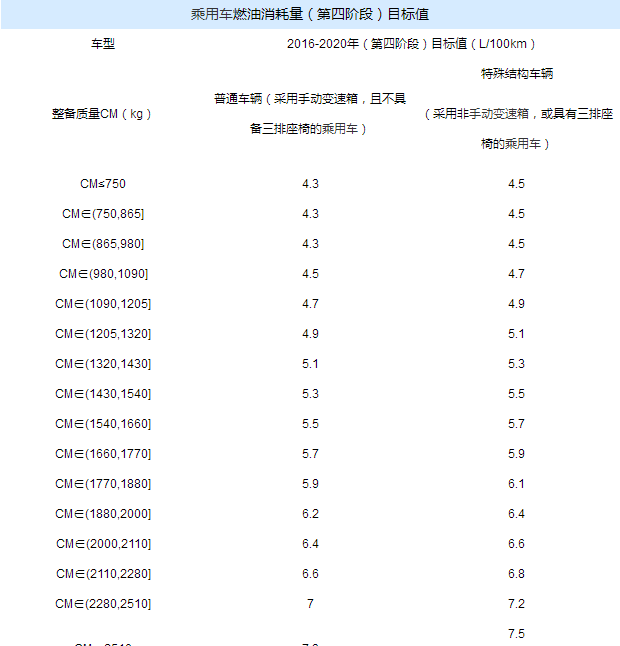 乘用车燃油消耗量（第四阶段）目标值
车型 2016-2020年（第四阶段）目标值（L/100km）
整备质量CM（kg） 普通车辆（采用手动变速箱，且不具
备三排座椅的乘用车）
特殊结构车辆
（采用非手动变速箱，或具有三排座
椅的乘用车）
CM≤750 4.3 4.5
CM∈(750,865] 4.3 4.5
CM∈(865,980] 4.3 4.5
CM∈(980,1090] 4.5 4.7
CM∈(1090,1205] 4.7 4.9
CM∈(1205,1320] 4.9 5.1
CM∈(1320,1430] 5.1 5.3
CM∈(1430,1540] 5.3 5.5
CM∈(1540,1660] 5.5 5.7
CM∈(1660,1770] 5.7 5.9
CM∈(1770,1880] 5.9 6.1
CM∈(1880,2000] 6.2 6.4
CM∈(2000,2110] 6.4 6.6
CM∈(2110,2280] 6.6 6.8
CM∈(2280,2510] 7 7.2
7.5